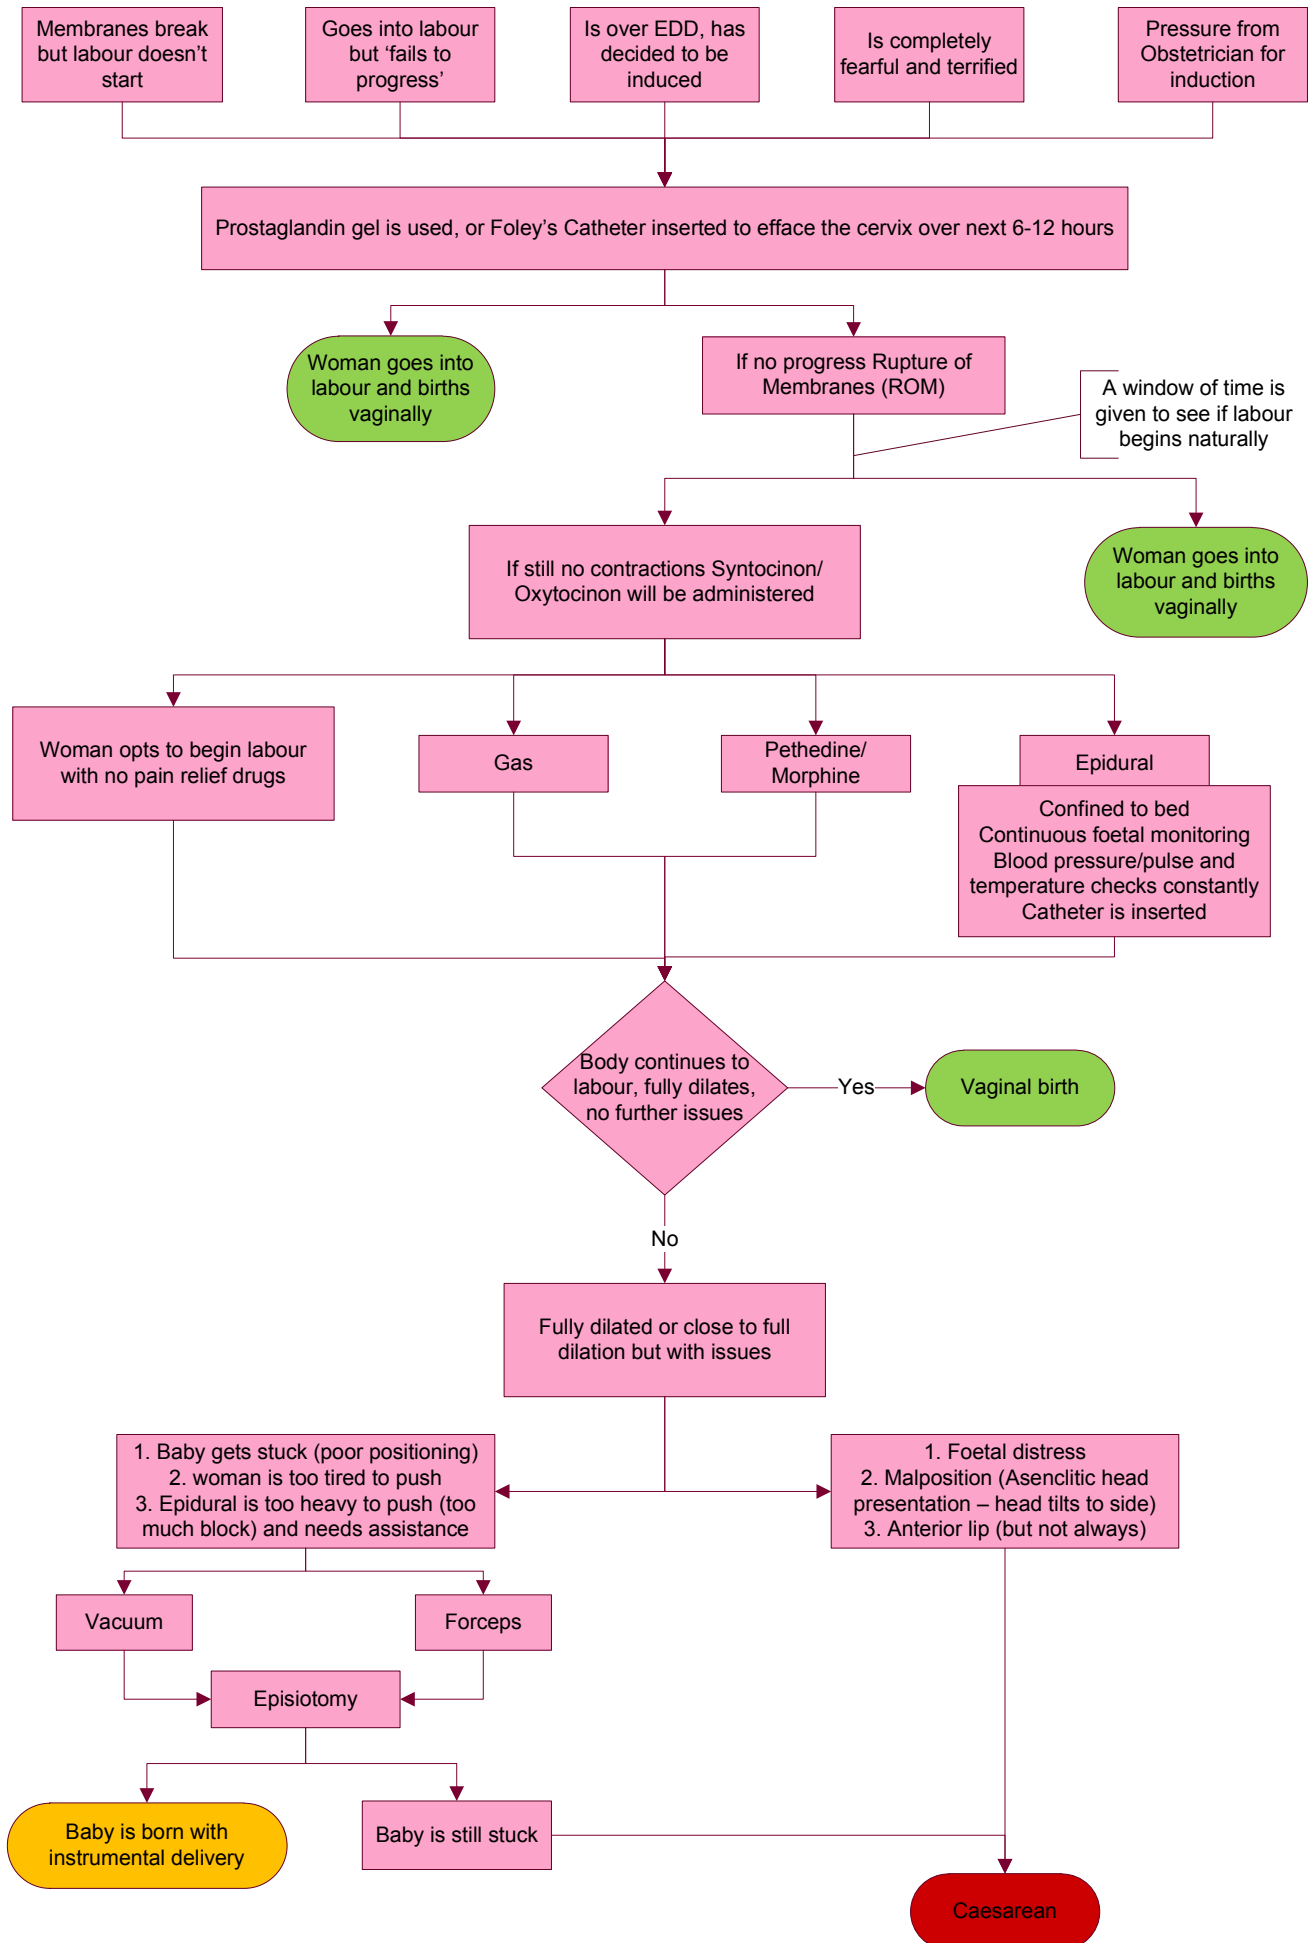 Membranes break
but labour doesn't
start
Goes into labour
but 'fails to
progress'
Is over EDD, has
decided to be
induced
Is completely
fearful and terrified
Pressure from
Obstetrician for
induction
Prostaglandin gel is used, or Foley's Catheter inserted to efface the cervix over next 6-12 hours
Woman goes into
labour and births
vaginally
If no progress Rupture of
Membranes (ROM)
A window of time is
given to see if labour
begins naturally
If still no contractions Syntocinon/
Oxytocinon will be administered
Woman goes into
labour and births
vaginally
Woman opts to begin labour
with no pain relief drugs
Gas
Pethedine/
Morphine
Epidural
Confined to bed
Continuous foetal monitoring
Blood pressure/pulse and
temperature checks constantly
Catheter is inserted
Body continues to
labour, fully dilates,
no further issues
Yes
Vaginal birth
No
Fully dilated or close to full
dilation but with issues
1. Baby gets stuck (poor positioning)
2. woman is too tired to push
3. Epidural is too heavy to push (too
much block) and needs assistance
1. Foetal distress
2. Malposition (Asenclitic head
presentation – head tilts to side)
3. Anterior lip (but not always)
Vacuum
Forceps
Episiotomy
Baby is born with
instrumental delivery
Baby is still stuck
Caesarean